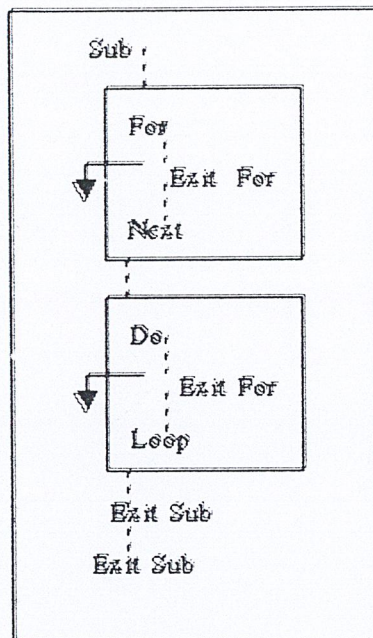 Sub
For
Exit For
Next
Do
Exit For
Loop
Exit Sub
Exit Sub